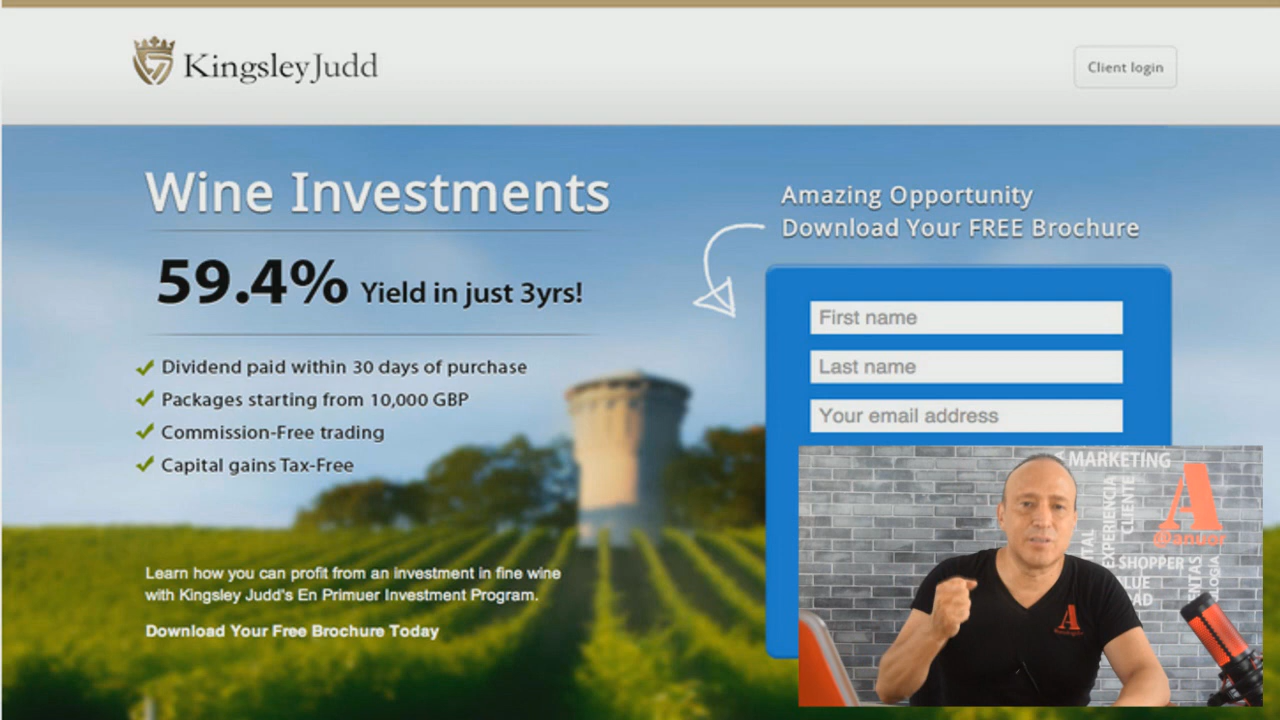 KingsleyJudd
Client login
Wine Investments
59.4% Yield in just 3yrs!
Dividend paid within 30 days of purchase
Packages starting from 10,000 GBP
Commission-Free trading
Capital gains Tax-Free
Learn how you can profit from an investment in fine wine
with Kingsley Judd's En Primuer Investment Program.
Download Your Free Brochure Today
Amazing Opportunity
Download Your FREE Brochure
First name
Last name
Your email address
MARKETING
EXPERIENCIA
CLIENTE
A
SHOPPER
A